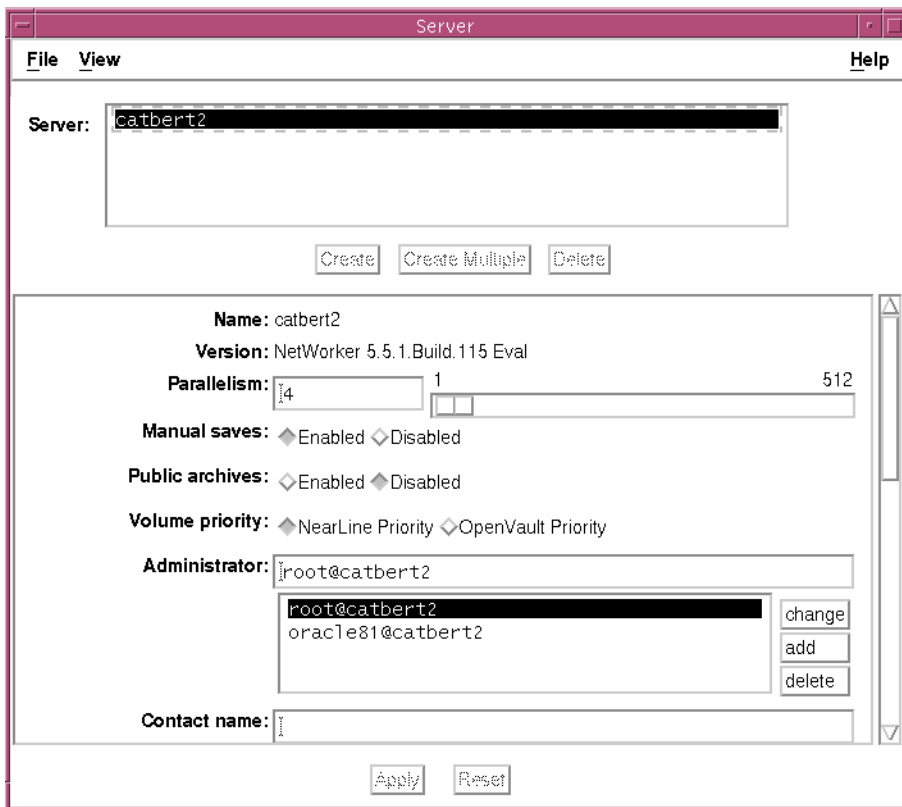 Server
File View Help
Server: catbert2
Create Create Multiple Delete
Name: catbert2
Version: NetWorker 5.5.1.Build.115 Eval
Parallelism: 4 1 512
Manual saves: Enabled Disabled
Public archives: Enabled Disabled
Volume priority: NearLine Priority OpenVault Priority
Administrator: root@catbert2
root@catbert2 change
oracle81@catbert2 add
delete
Contact name:
Apply Reset